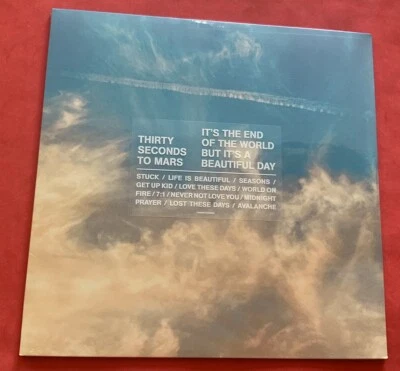 THIRTY
SECONDS
TO MARS
IT'S THE END
OF THE WORLD
BUT IT'S A
BEAUTIFUL DAY
STUCK / LIFE IS BEAUTIFUL / SEASONS /
GET UP KID / LOVE THESE DAYS / WORLD ON
FIRE / 7:1 / NEVER NOT LOVE YOU / MIDNIGHT
PRAYER / LOST THESE DAYS / AVALANCHE